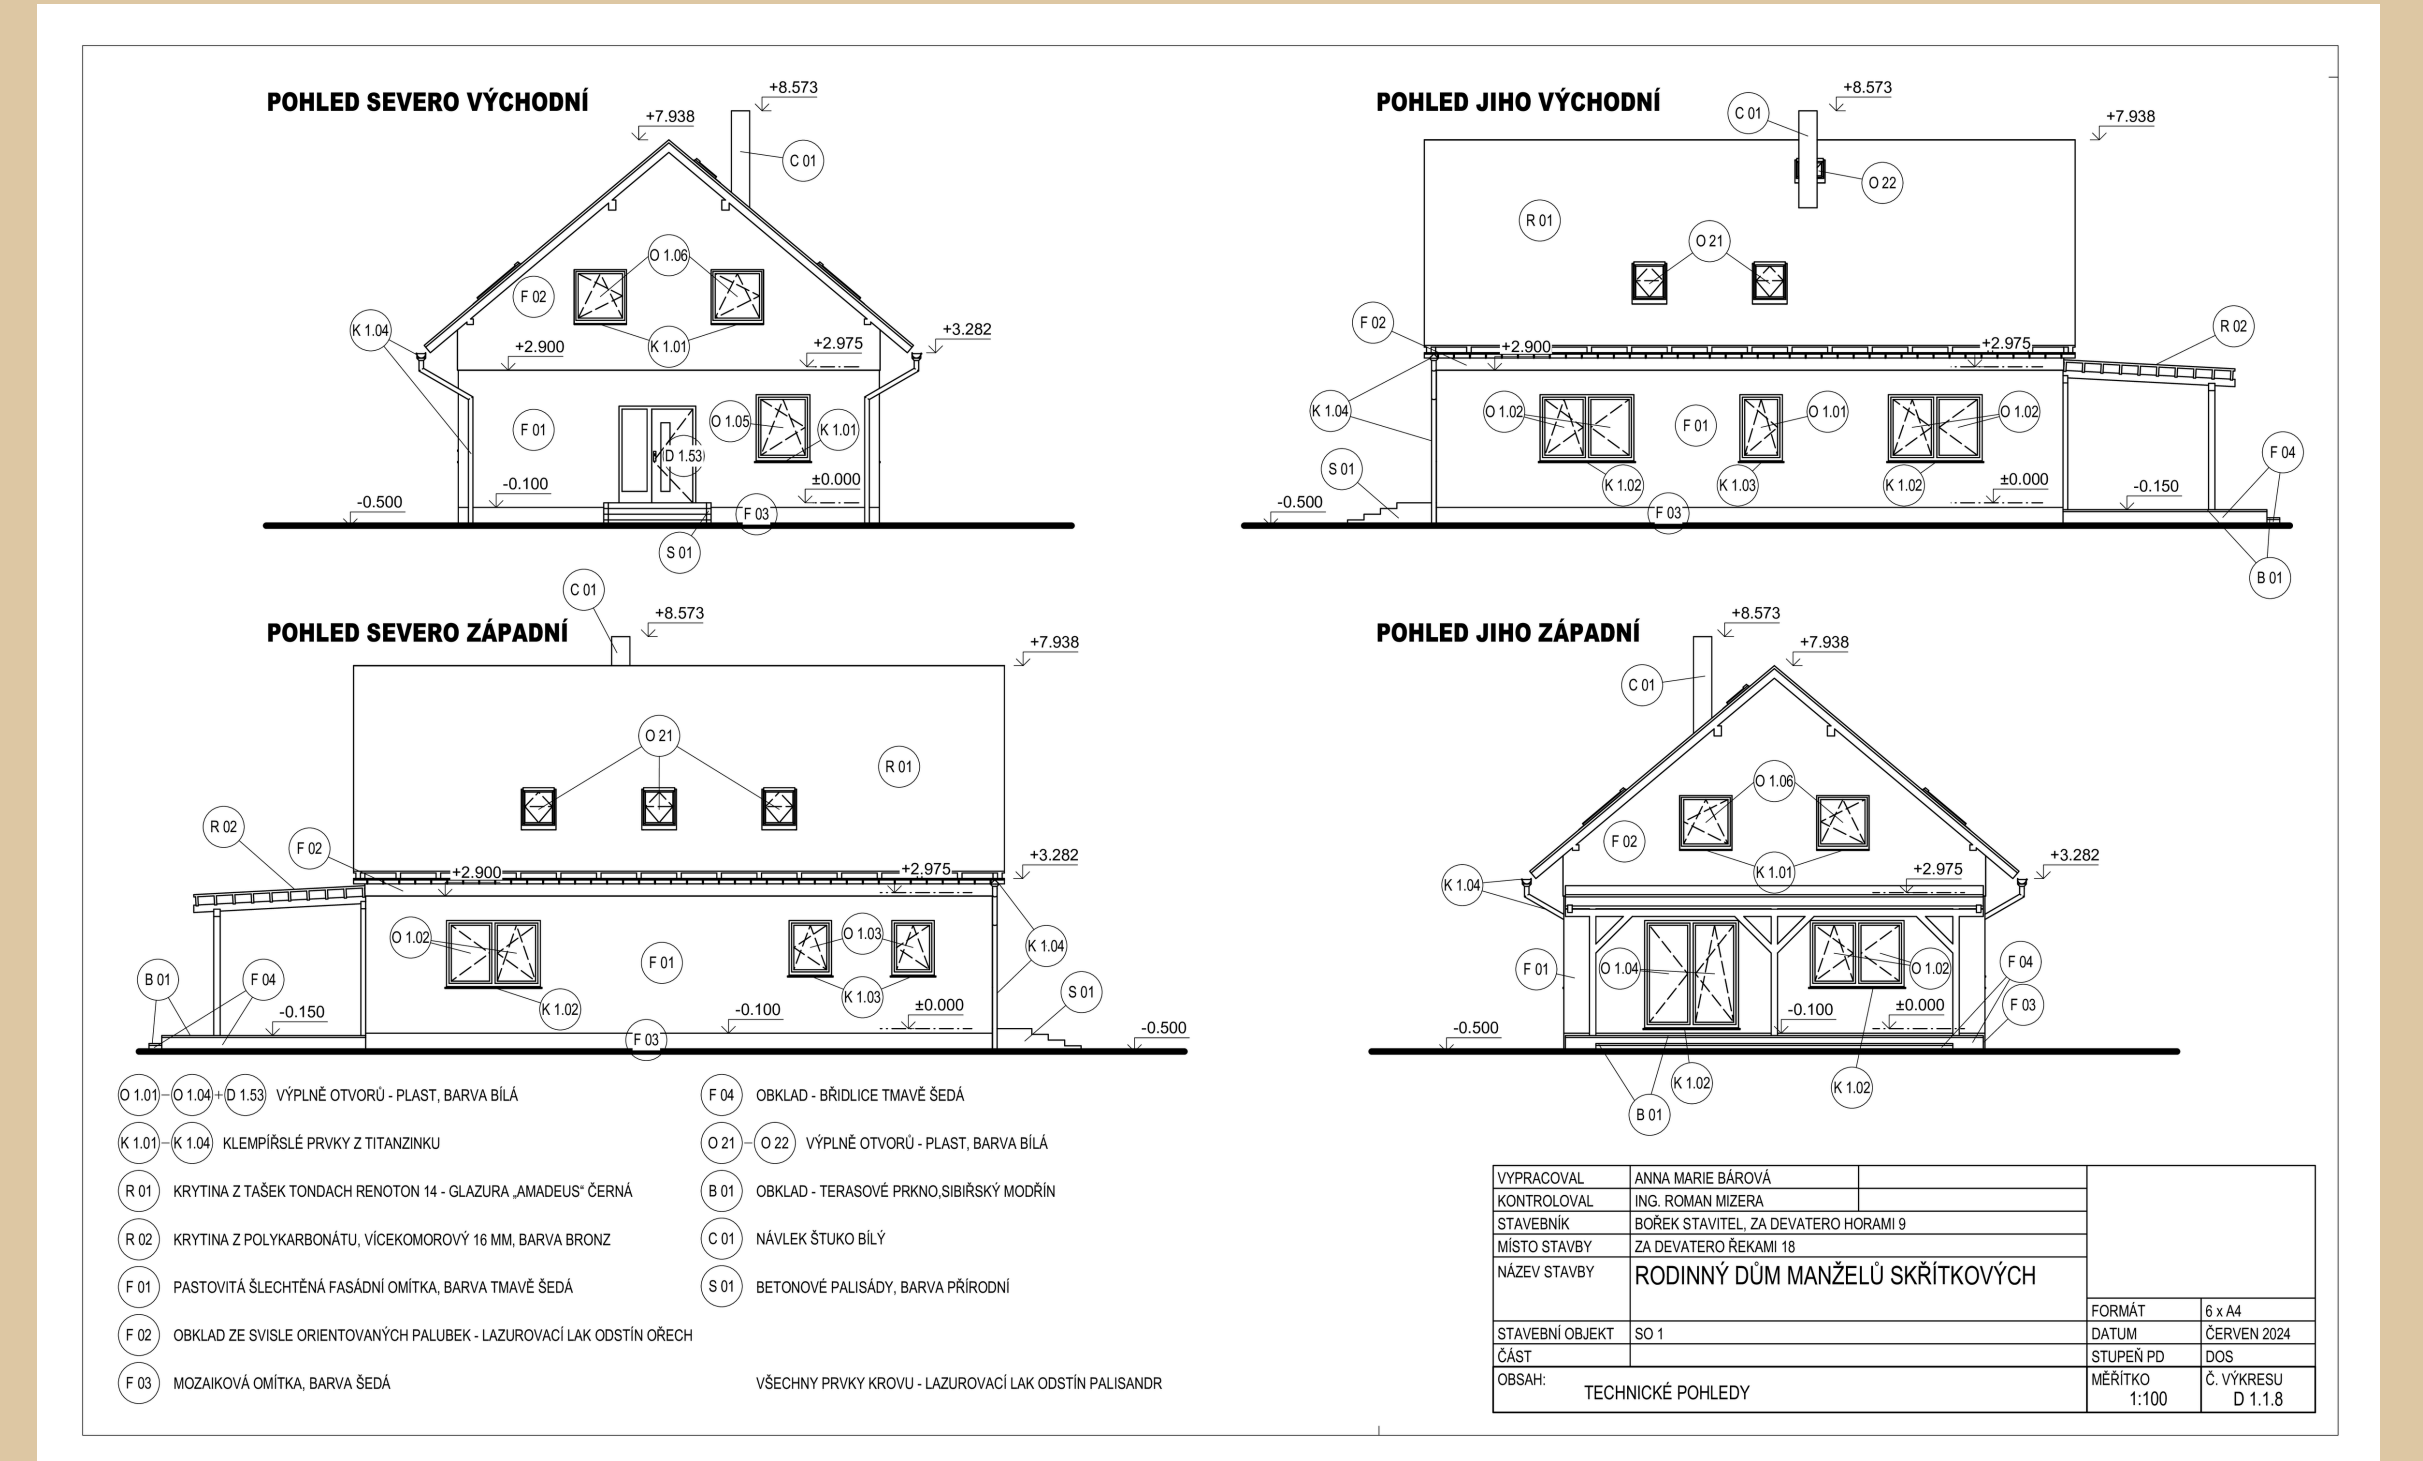 POHLED SEVERO VÝCHODNÍ
+8.573
+7.938
C 01
O 1.06
F 02
K 1.04
K 1.01
+3.282
+2.900
+2.975
F 01
O 1.05
K 1.01
D 1.53
-0.100
±0.000
-0.500
F 03
S 01
POHLED JIHO VÝCHODNÍ
+8.573
C 01
+7.938
O 22
R 01
O 21
F 02
R 02
+2.900
+2.975
K 1.04
O 1.02
F 01
O 1.01
O 1.02
S 01
F 04
K 1.02
K 1.03
K 1.02
±0.000
-0.150
-0.500
F 03
B 01
POHLED SEVERO ZÁPADNÍ
C 01
+8.573
+7.938
O 21
R 01
R 02
F 02
+3.282
+2.900
+2.975
O 1.02
O 1.03
K 1.04
F 01
B 01
F 04
K 1.02
K 1.03
S 01
-0.150
-0.100
±0.000
-0.500
F 03
POHLED JIHO ZÁPADNÍ
+8.573
+7.938
C 01
O 1.06
F 02
+3.282
K 1.01
+2.975
K 1.04
F 01
O 1.04
O 1.02
F 04
F 03
-0.100
±0.000
-0.500
K 1.02
K 1.02
B 01
O 1.01 – O 1.04 + D 1.53 VÝPLNĚ OTVORŮ - PLAST, BARVA BÍLÁ
K 1.01 – K 1.04 KLEMPÍŘSLÉ PRVKY Z TITANZINKU
R 01 KRYTINA Z TAŠEK TONDACH RENOTON 14 - GLAZURA „AMADEUS“ ČERNÁ
R 02 KRYTINA Z POLYKARBONÁTU, VÍCEKOMOROVÝ 16 MM, BARVA BRONZ
F 01 PASTOVITÁ ŠLECHTĚNÁ FASÁDNÍ OMÍTKA, BARVA TMAVĚ ŠEDÁ
F 02 OBKLAD ZE SVISLE ORIENTOVANÝCH PALUBEK - LAZUROVACÍ LAK ODSTÍN OŘECH
F 03 MOZAIKOVÁ OMÍTKA, BARVA ŠEDÁ
F 04 OBKLAD - BŘIDLICE TMAVĚ ŠEDÁ
O 21 – O 22 VÝPLNĚ OTVORŮ - PLAST, BARVA BÍLÁ
B 01 OBKLAD - TERASOVÉ PRKNO,SIBIŘSKÝ MODŘÍN
C 01 NÁVLEK ŠTUKO BÍLÝ
S 01 BETONOVÉ PALISÁDY, BARVA PŘÍRODNÍ
VŠECHNY PRVKY KROVU - LAZUROVACÍ LAK ODSTÍN PALISANDR
VYPRACOVAL ANNA MARIE BÁROVÁ
KONTROLOVAL ING. ROMAN MIZERA
STAVEBNÍK BOŘEK STAVITEL, ZA DEVATERO HORAMI 9
MÍSTO STAVBY ZA DEVATERO ŘEKAMI 18
NÁZEV STAVBY RODINNÝ DŮM MANŽELŮ SKŘÍTKOVÝCH
FORMÁT 6 x A4
STAVEBNÍ OBJEKT SO 1
DATUM ČERVEN 2024
ČÁST
STUPEŇ PD DOS
OBSAH:
TECHNICKÉ POHLEDY
MĚŘÍTKO
1:100
Č. VÝKRESU
D 1.1.8